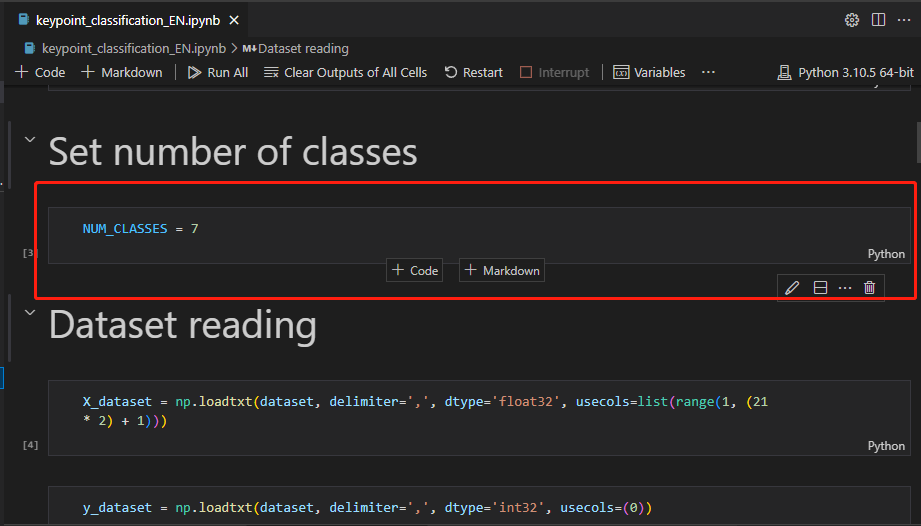 keypoint_classification_EN.ipynb
keypoint_classification_EN.ipynb > M↓Dataset reading
+ Code + Markdown Run All Clear Outputs of All Cells Restart Interrupt Variables ··· Python 3.10.5 64-bit
Set number of classes
NUM_CLASSES = 7
[3]
Python
+ Code + Markdown
Dataset reading
X_dataset = np.loadtxt(dataset, delimiter=',', dtype='float32', usecols=list(range(1, (21
* 2) + 1)))
[4]
Python
y_dataset = np.loadtxt(dataset, delimiter=',', dtype='int32', usecols=(0))